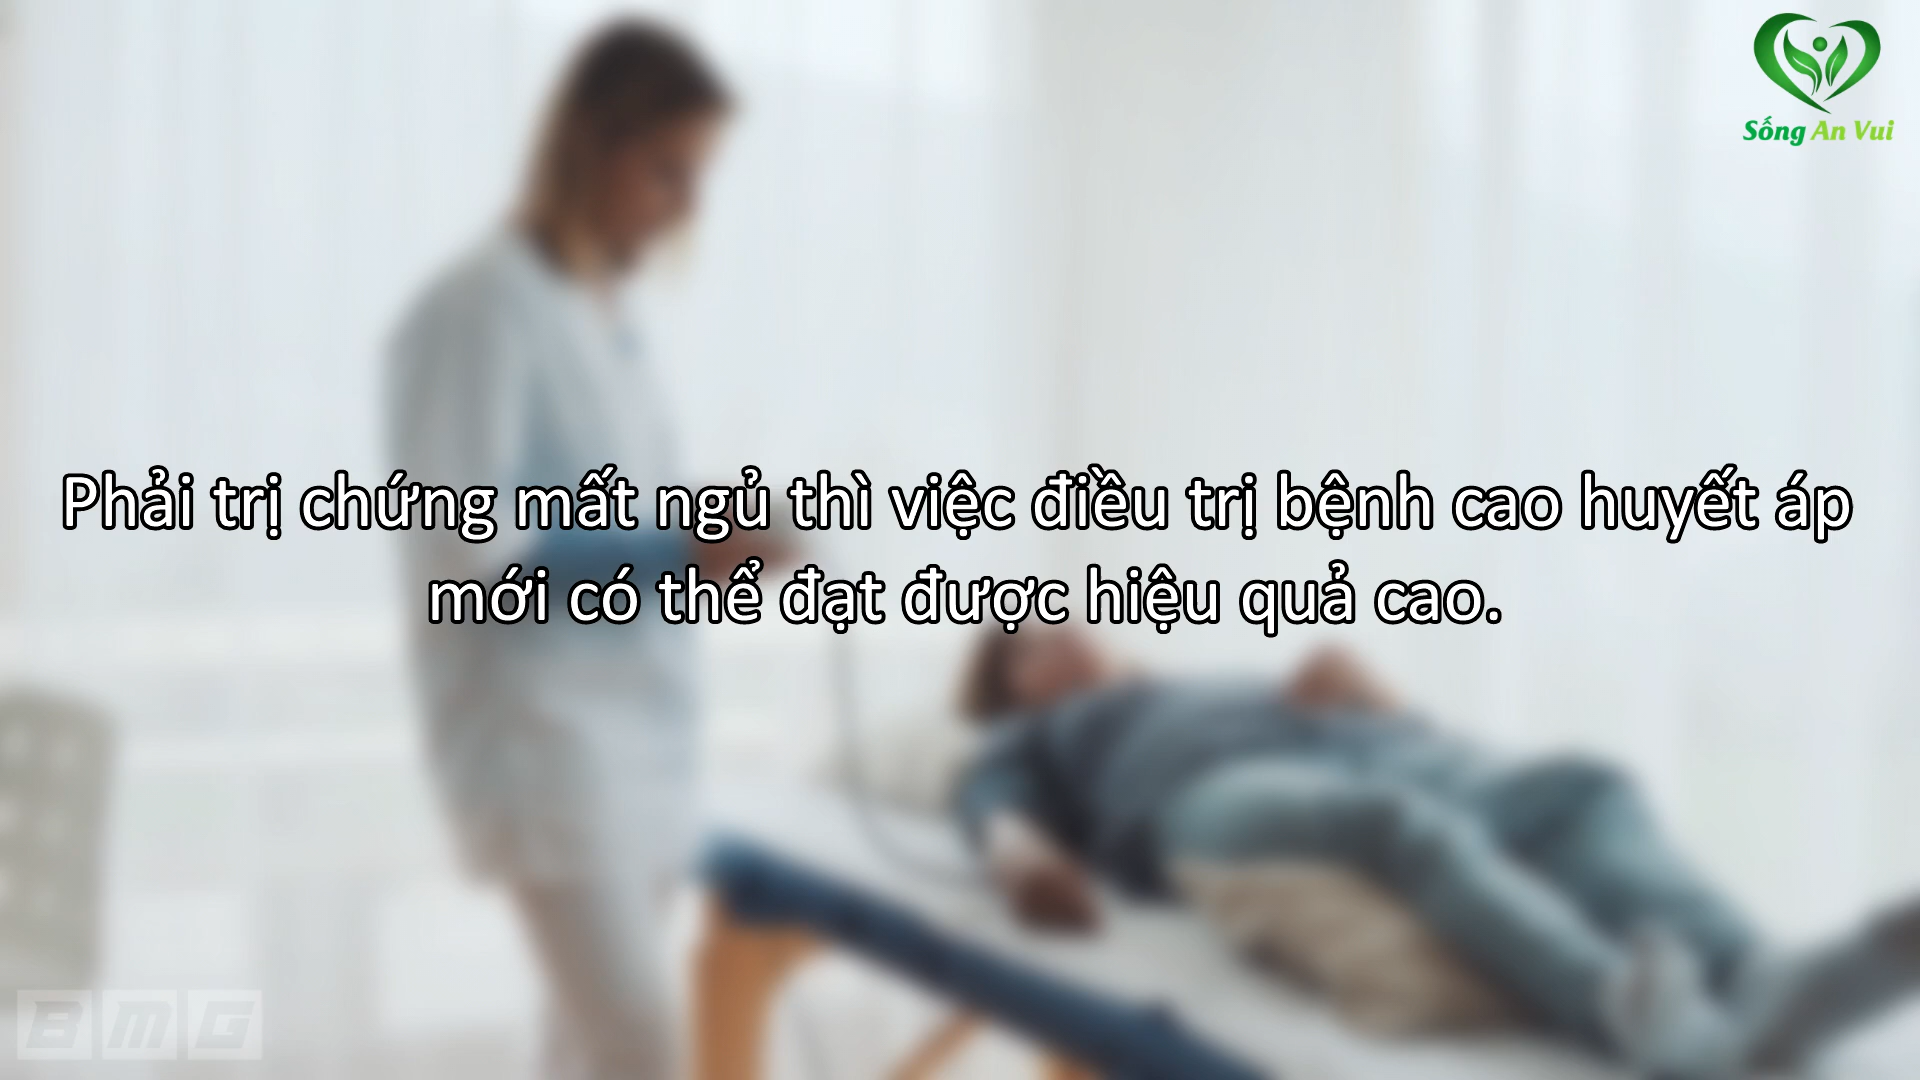 Sống An Vui
Phải trị chứng mất ngủ thì việc điều trị bệnh cao huyết áp
mới có thể đạt được hiệu quả cao.
BMG